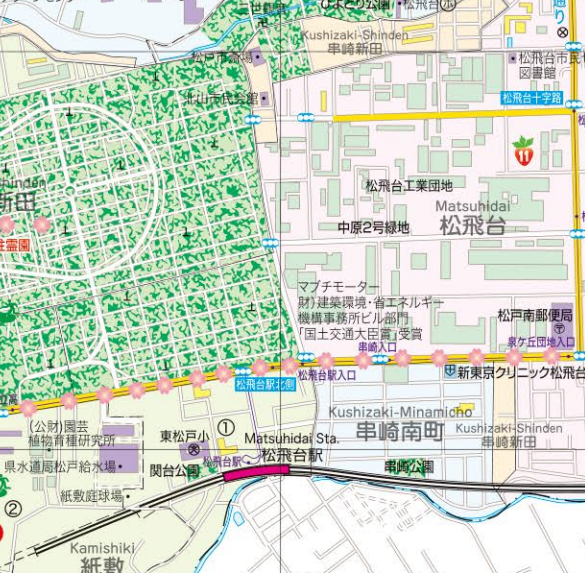 ひよどり公園
松飛台
Kushizaki-Shinden
串崎新田
松飛台市民
図書館
北山市民会館
松飛台十字路
11
松飛台工業団地
Matsuhidai
松飛台
中原2号緑地
新田
マブチモーター
財)建築環境・省エネルギー
機構事務所ビル部門
「国土交通大臣賞」受賞
松戸南郵便局
泉ケ丘団地入口
串崎入口
松飛台駅入口
松飛台駅北側
新東京クリニック松飛台
Kushizaki-Minamicho
串崎南町
Kushizaki-Shinden
串崎新田
(公財)園芸
植物育種研究所
①
東松戸小
Matsuhidai Sta.
松飛台駅
松飛台駅
県水道局松戸給水場
関台公園
串崎公園
紙敷庭球場
②
Kamishiki
紙敷